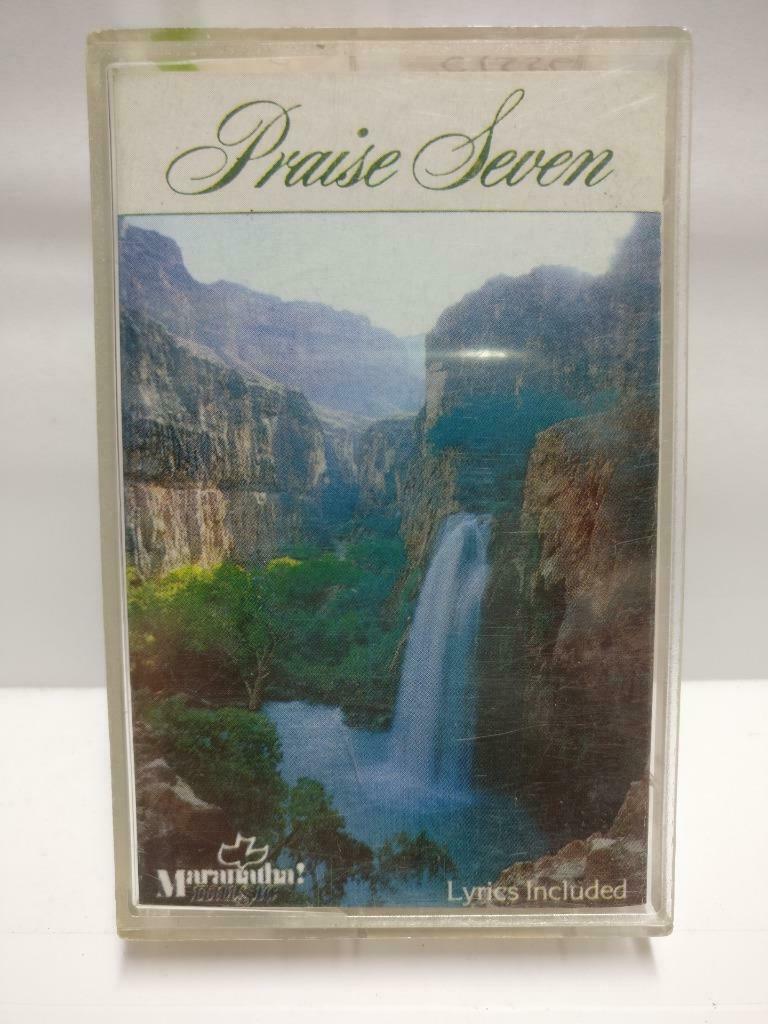 Praise Seven
Maranatha!
Lyrics Included